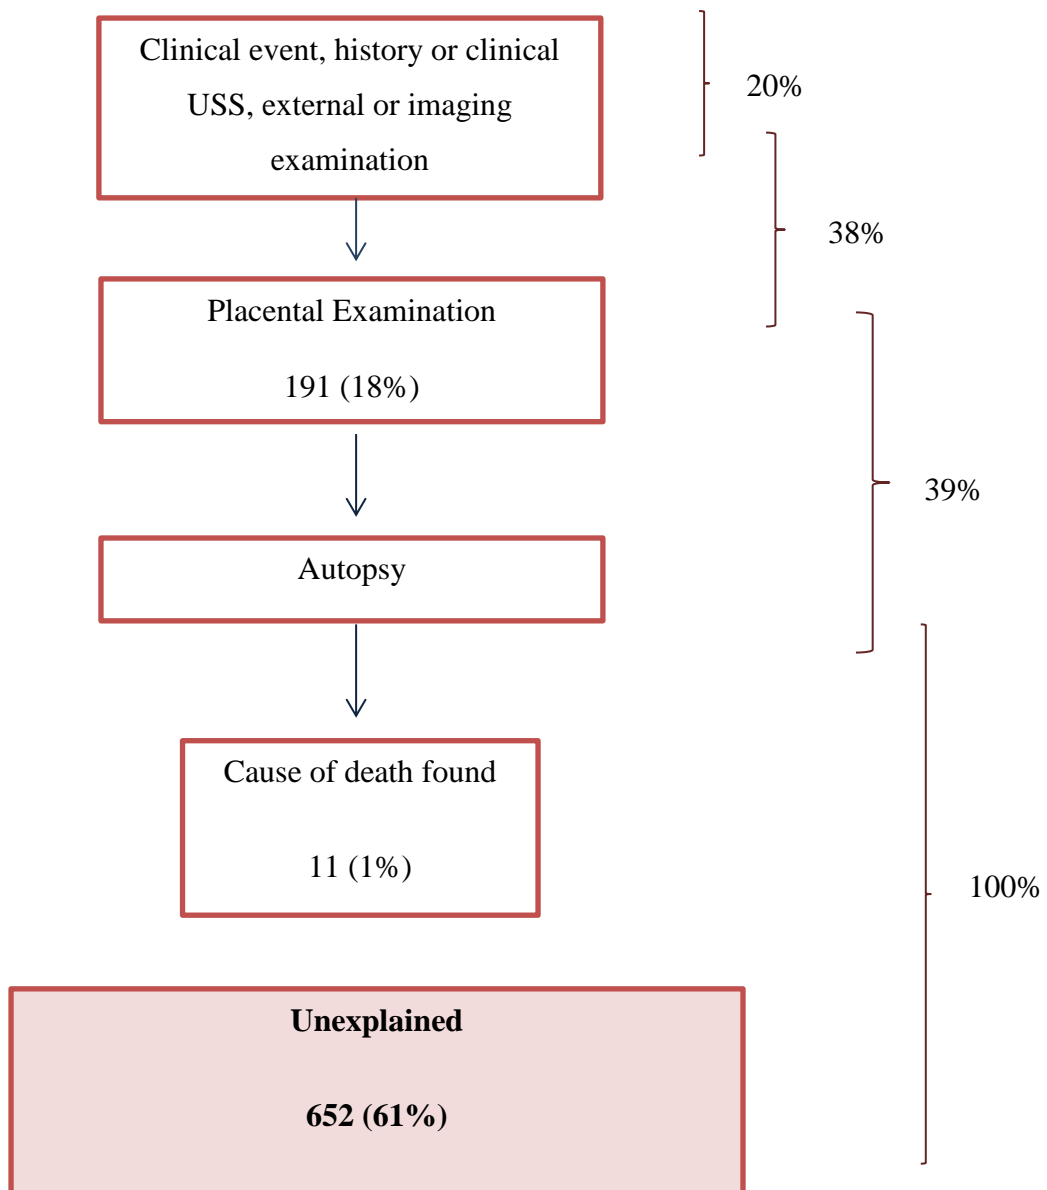 Clinical event, history or clinical
USS, external or imaging
examination
20%
38%
Placental Examination
191 (18%)
39%
Autopsy
Cause of death found
11 (1%)
100%
Unexplained
652 (61%)